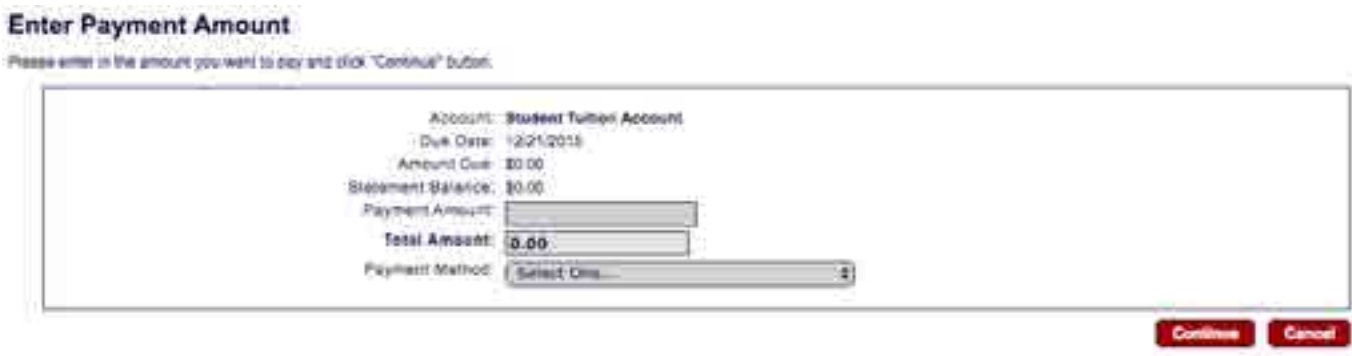 Enter Payment Amount
Please enter in the amount you want to pay and click "Continue" button.
Account: Student Tuition Account
Due Date: 12/21/2015
Amount Due: $0.00
Statement Balance: $0.00
Payment Amount:
Total Amount: 0.00
Payment Method: Select One...
Continue Cancel